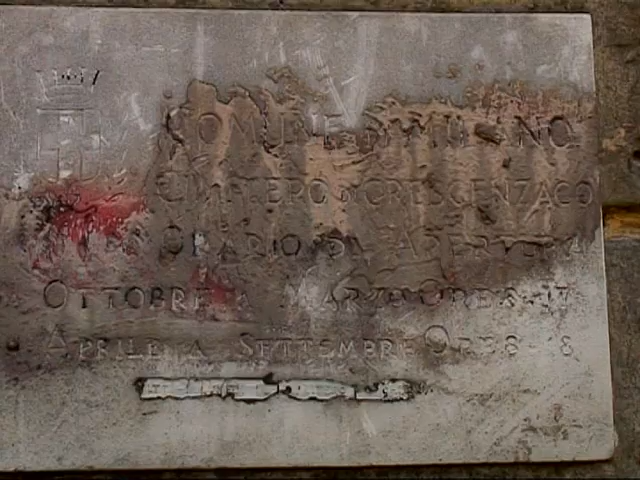 COMUNE DI MILANO
CIMITERO DI CRESCENZAGO
ORARIO DI APERTURA
OTTOBRE A MARZO ORE 8-17
APRILE A SETTEMBRE ORE 8-18